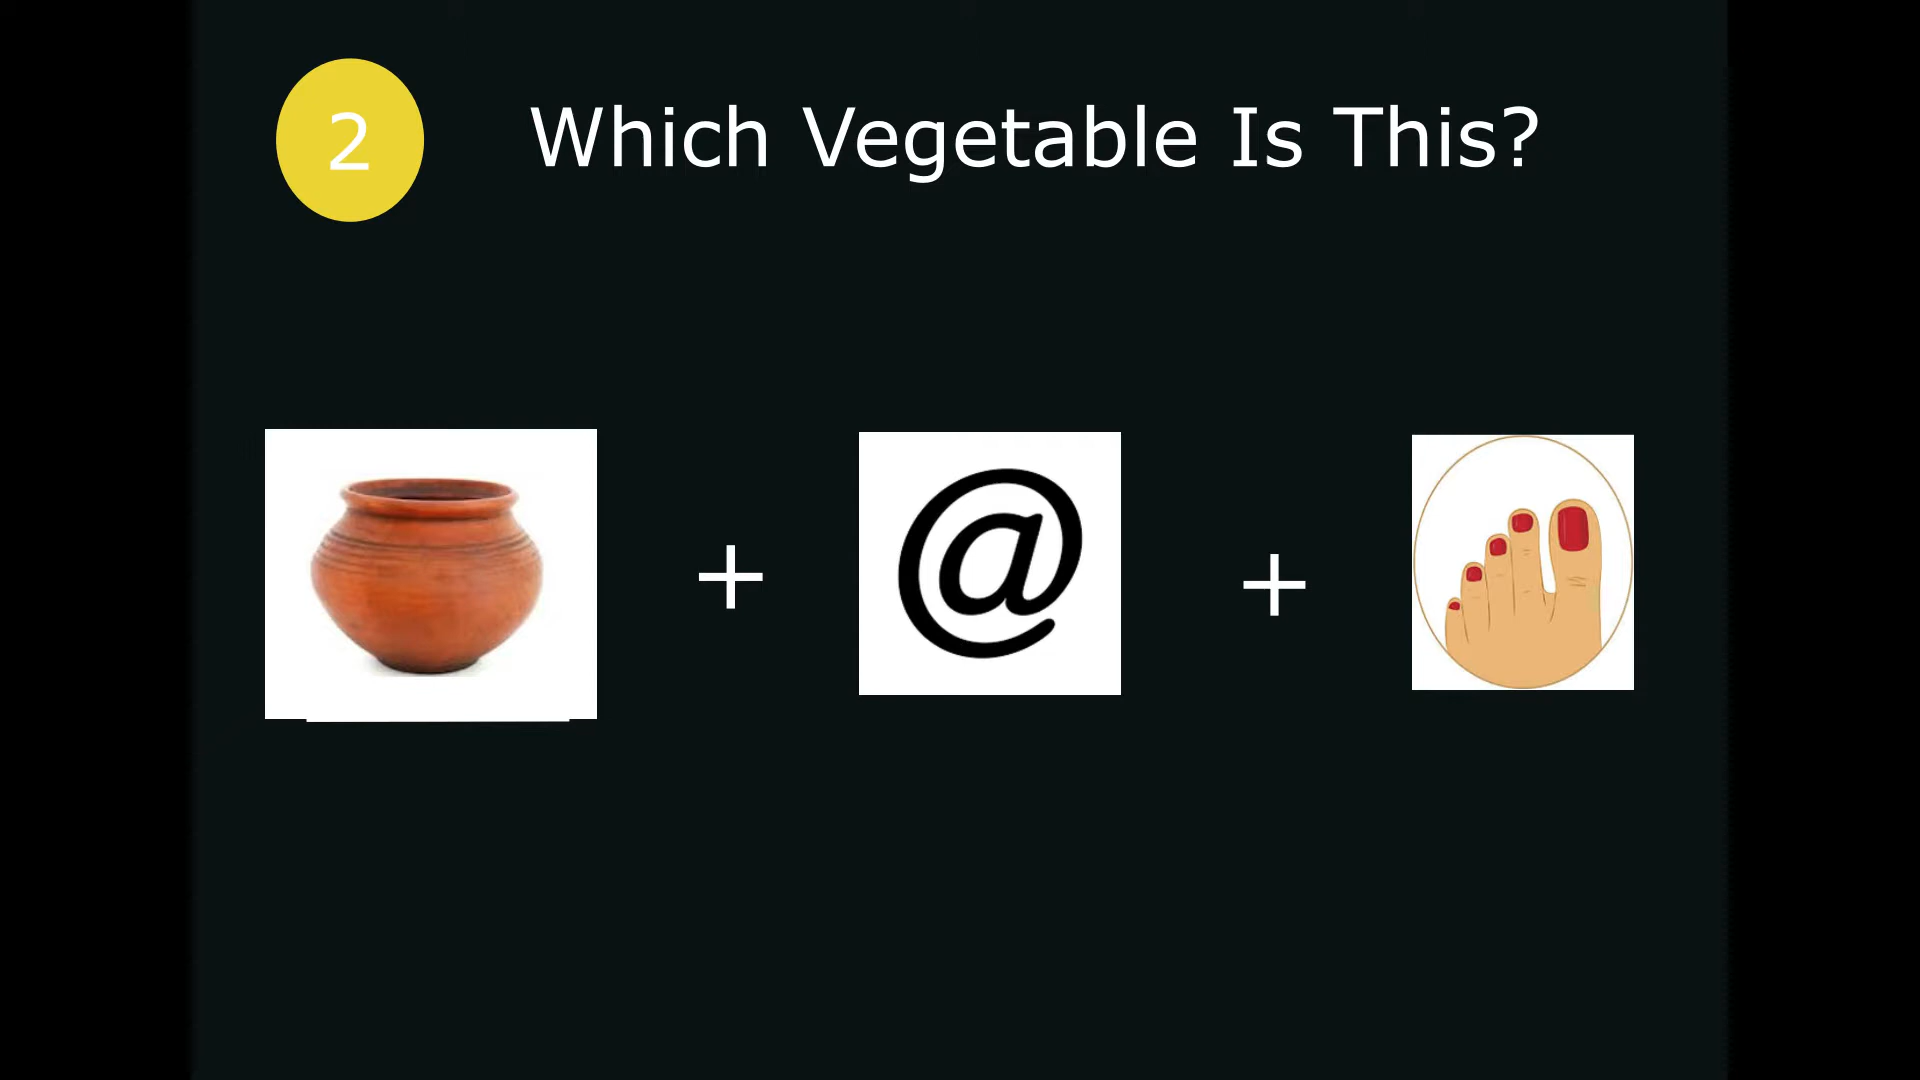 2
Which Vegetable Is This?
+ @ +